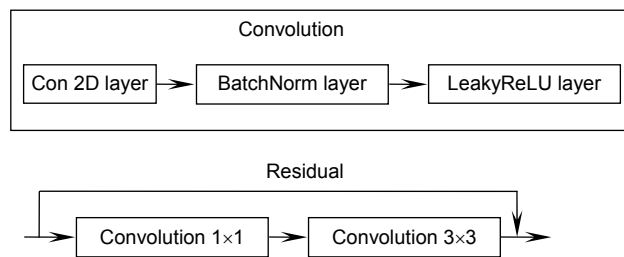 Convolution
Con 2D layer
BatchNorm layer
LeakyReLU layer
Residual
Convolution 1×1
Convolution 3×3